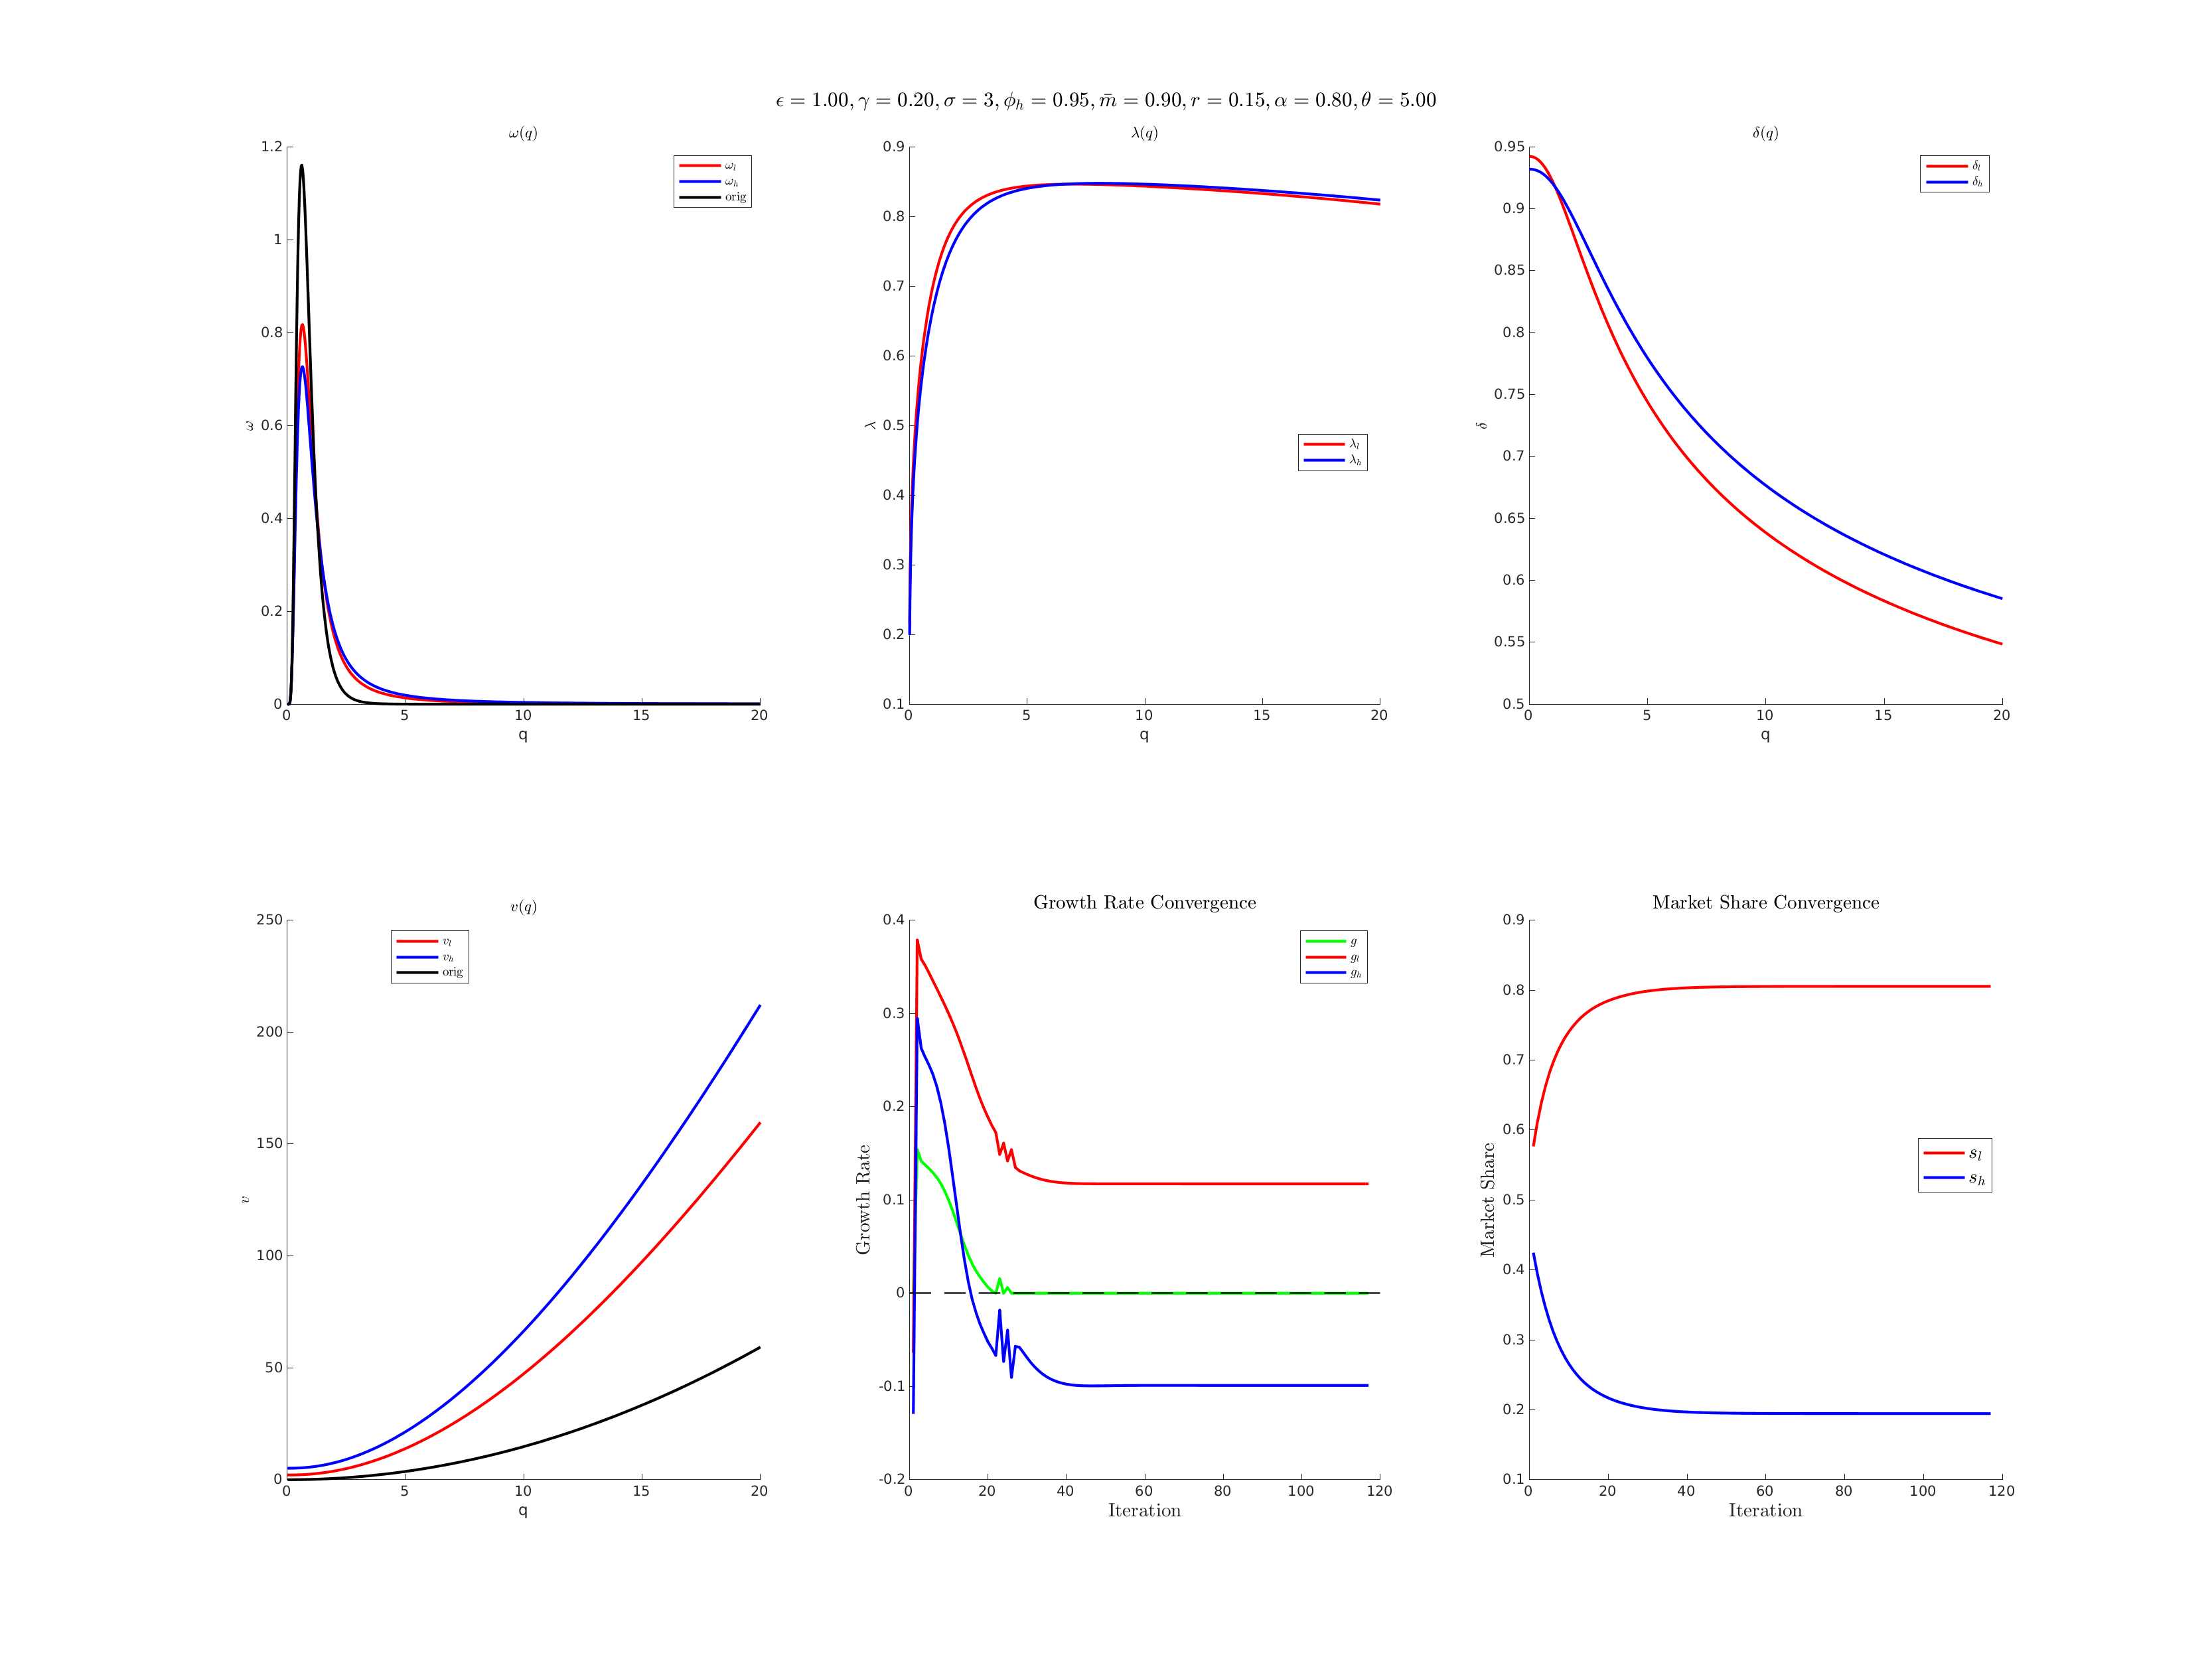 ϵ = 1.00, γ = 0.20, σ = 3, ϕ_h = 0.95, m̄ = 0.90, r = 0.15, α = 0.80, θ = 5.00
ω(q)
1.2
1
0.8
0.6
0.4
0.2
0
ω
0 5 10 15 20
q
ω_l
ω_h
orig
λ(q)
0.9
0.8
0.7
0.6
0.5
0.4
0.3
0.2
0.1
λ
0 5 10 15 20
q
λ_l
λ_h
δ(q)
0.95
0.9
0.85
0.8
0.75
0.7
0.65
0.6
0.55
0.5
δ
0 5 10 15 20
q
δ_l
δ_h
v(q)
250
200
150
100
50
0
v
0 5 10 15 20
q
v_l
v_h
orig
Growth Rate Convergence
0.4
0.3
0.2
0.1
0
-0.1
-0.2
Growth Rate
0 20 40 60 80 100 120
Iteration
g
g_l
g_h
Market Share Convergence
0.9
0.8
0.7
0.6
0.5
0.4
0.3
0.2
0.1
Market Share
0 20 40 60 80 100 120
Iteration
s_l
s_h